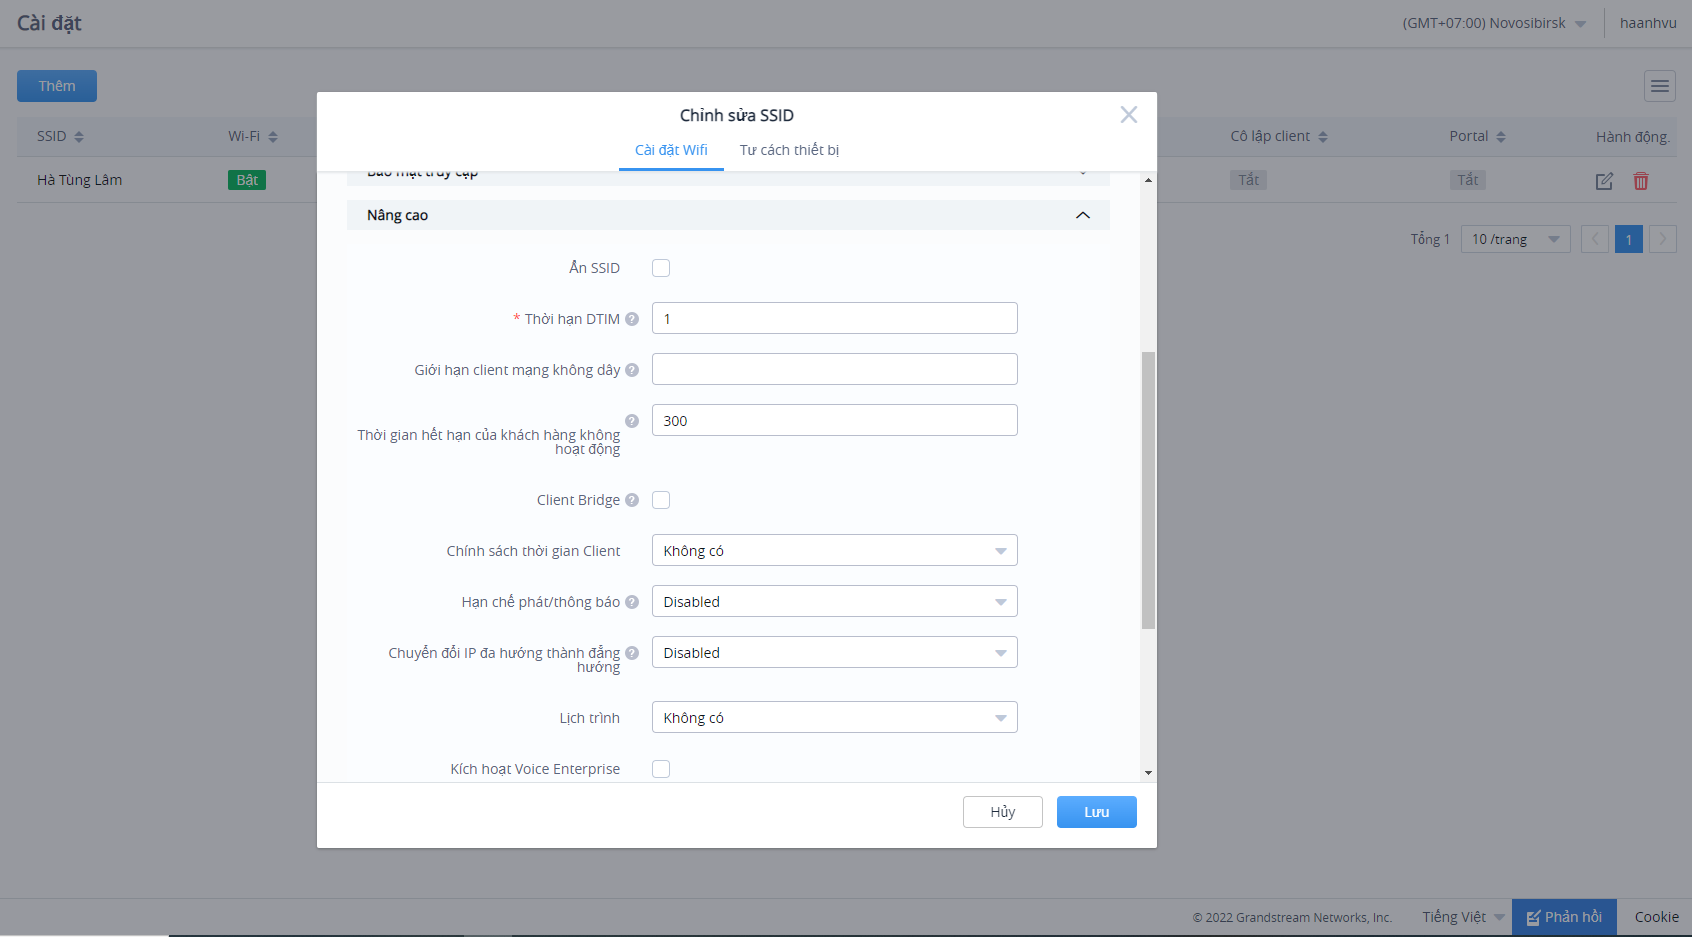 Cài đặt
(GMT+07:00) Novosibirsk
haanhvu
Thêm
SSID
Wi-Fi
Cô lập client
Portal
Hành động.
Hà Tùng Lâm
Bật
Tắt
Tắt
Tổng 1
10 /trang
1
Chỉnh sửa SSID
Cài đặt Wifi
Tư cách thiết bị
Bảo mật truy cập
Nâng cao
Ẩn SSID
* Thời hạn DTIM
1
Giới hạn client mạng không dây
Thời gian hết hạn của khách hàng không
hoạt động
300
Client Bridge
Chính sách thời gian Client
Không có
Hạn chế phát/thông báo
Disabled
Chuyển đổi IP đa hướng thành đẳng
hướng
Disabled
Lịch trình
Không có
Kích hoạt Voice Enterprise
Hủy
Lưu
© 2022 Grandstream Networks, Inc.
Tiếng Việt
Phản hồi
Cookie